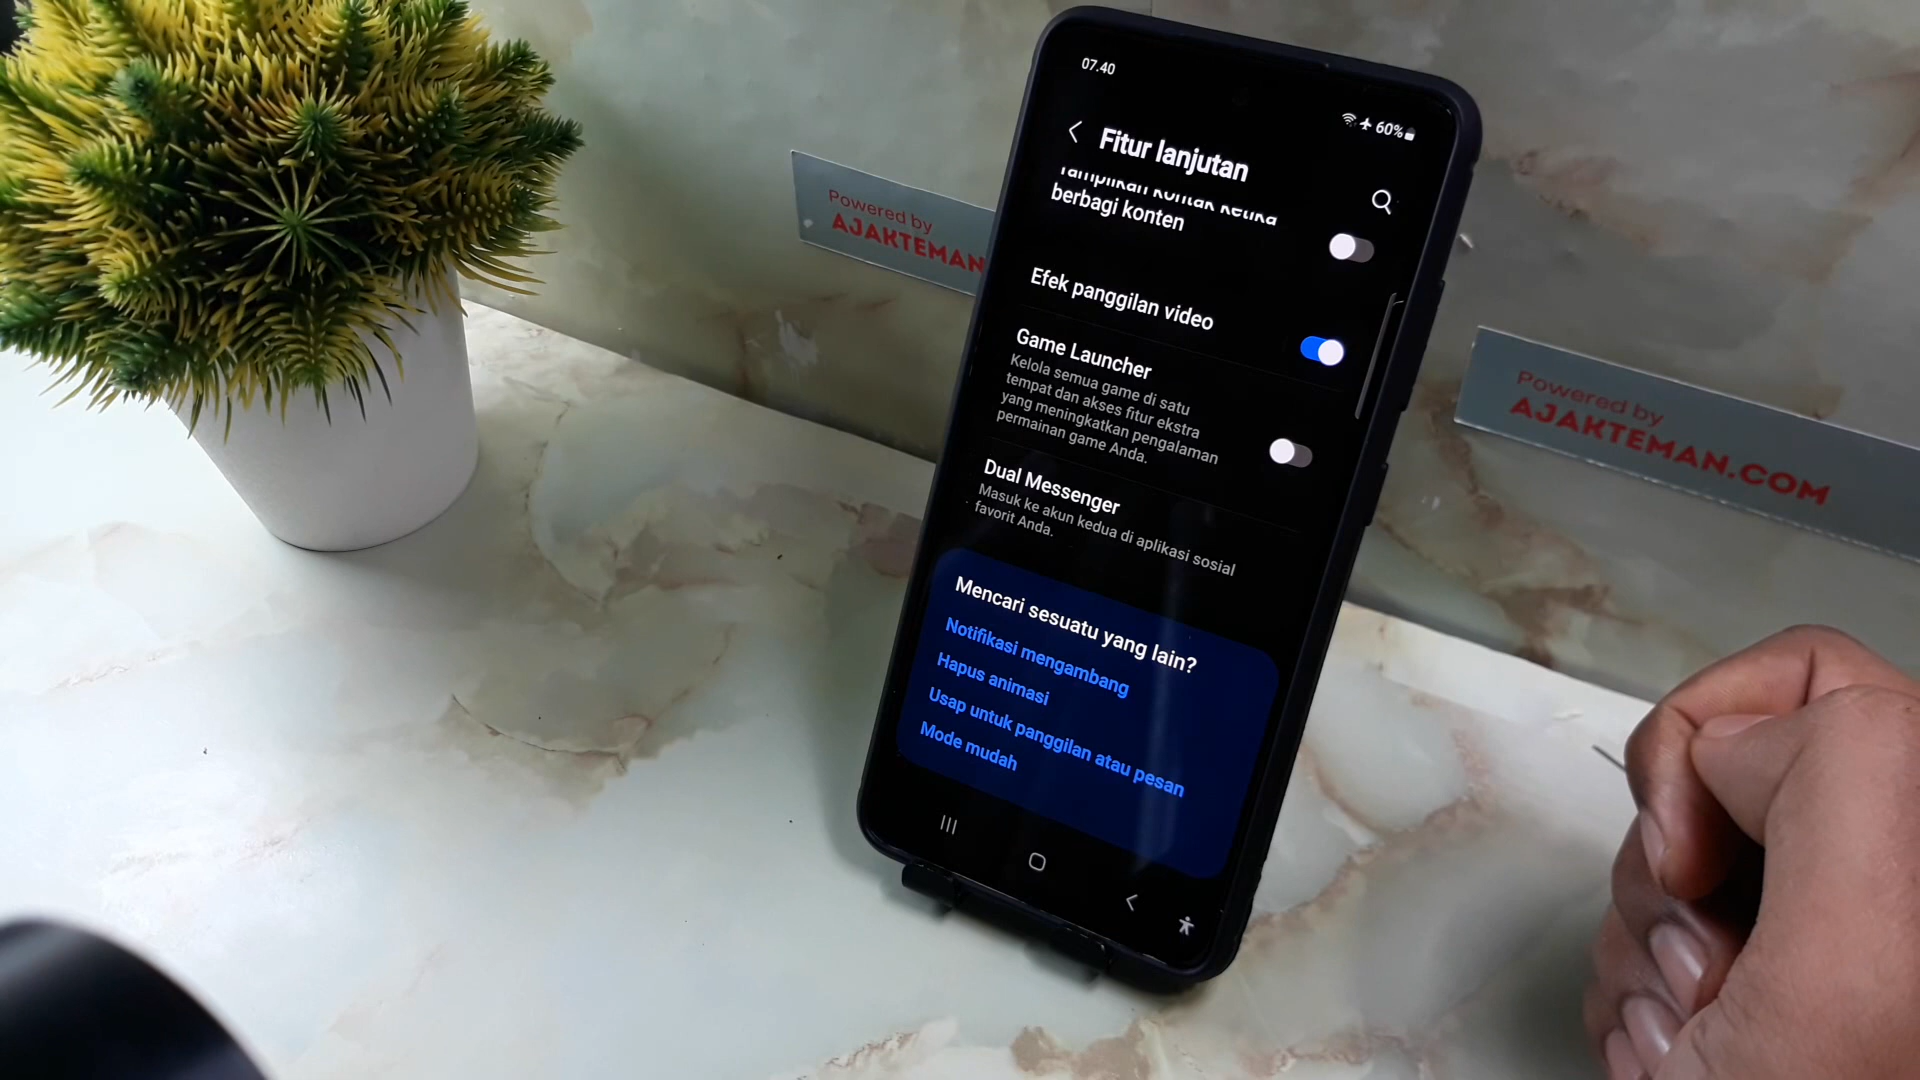 07.40
60%
Fitur lanjutan
Tampilkan kontak ketika
berbagi konten
Efek panggilan video
Game Launcher
Kelola semua game di satu
tempat dan akses fitur ekstra
yang meningkatkan pengalaman
permainan game Anda.
Dual Messenger
Masuk ke akun kedua di aplikasi sosial
favorit Anda.
Mencari sesuatu yang lain?
Notifikasi mengambang
Hapus animasi
Usap untuk panggilan atau pesan
Mode mudah
Powered by
AJAKTEMAN
Powered by
AJAKTEMAN.COM